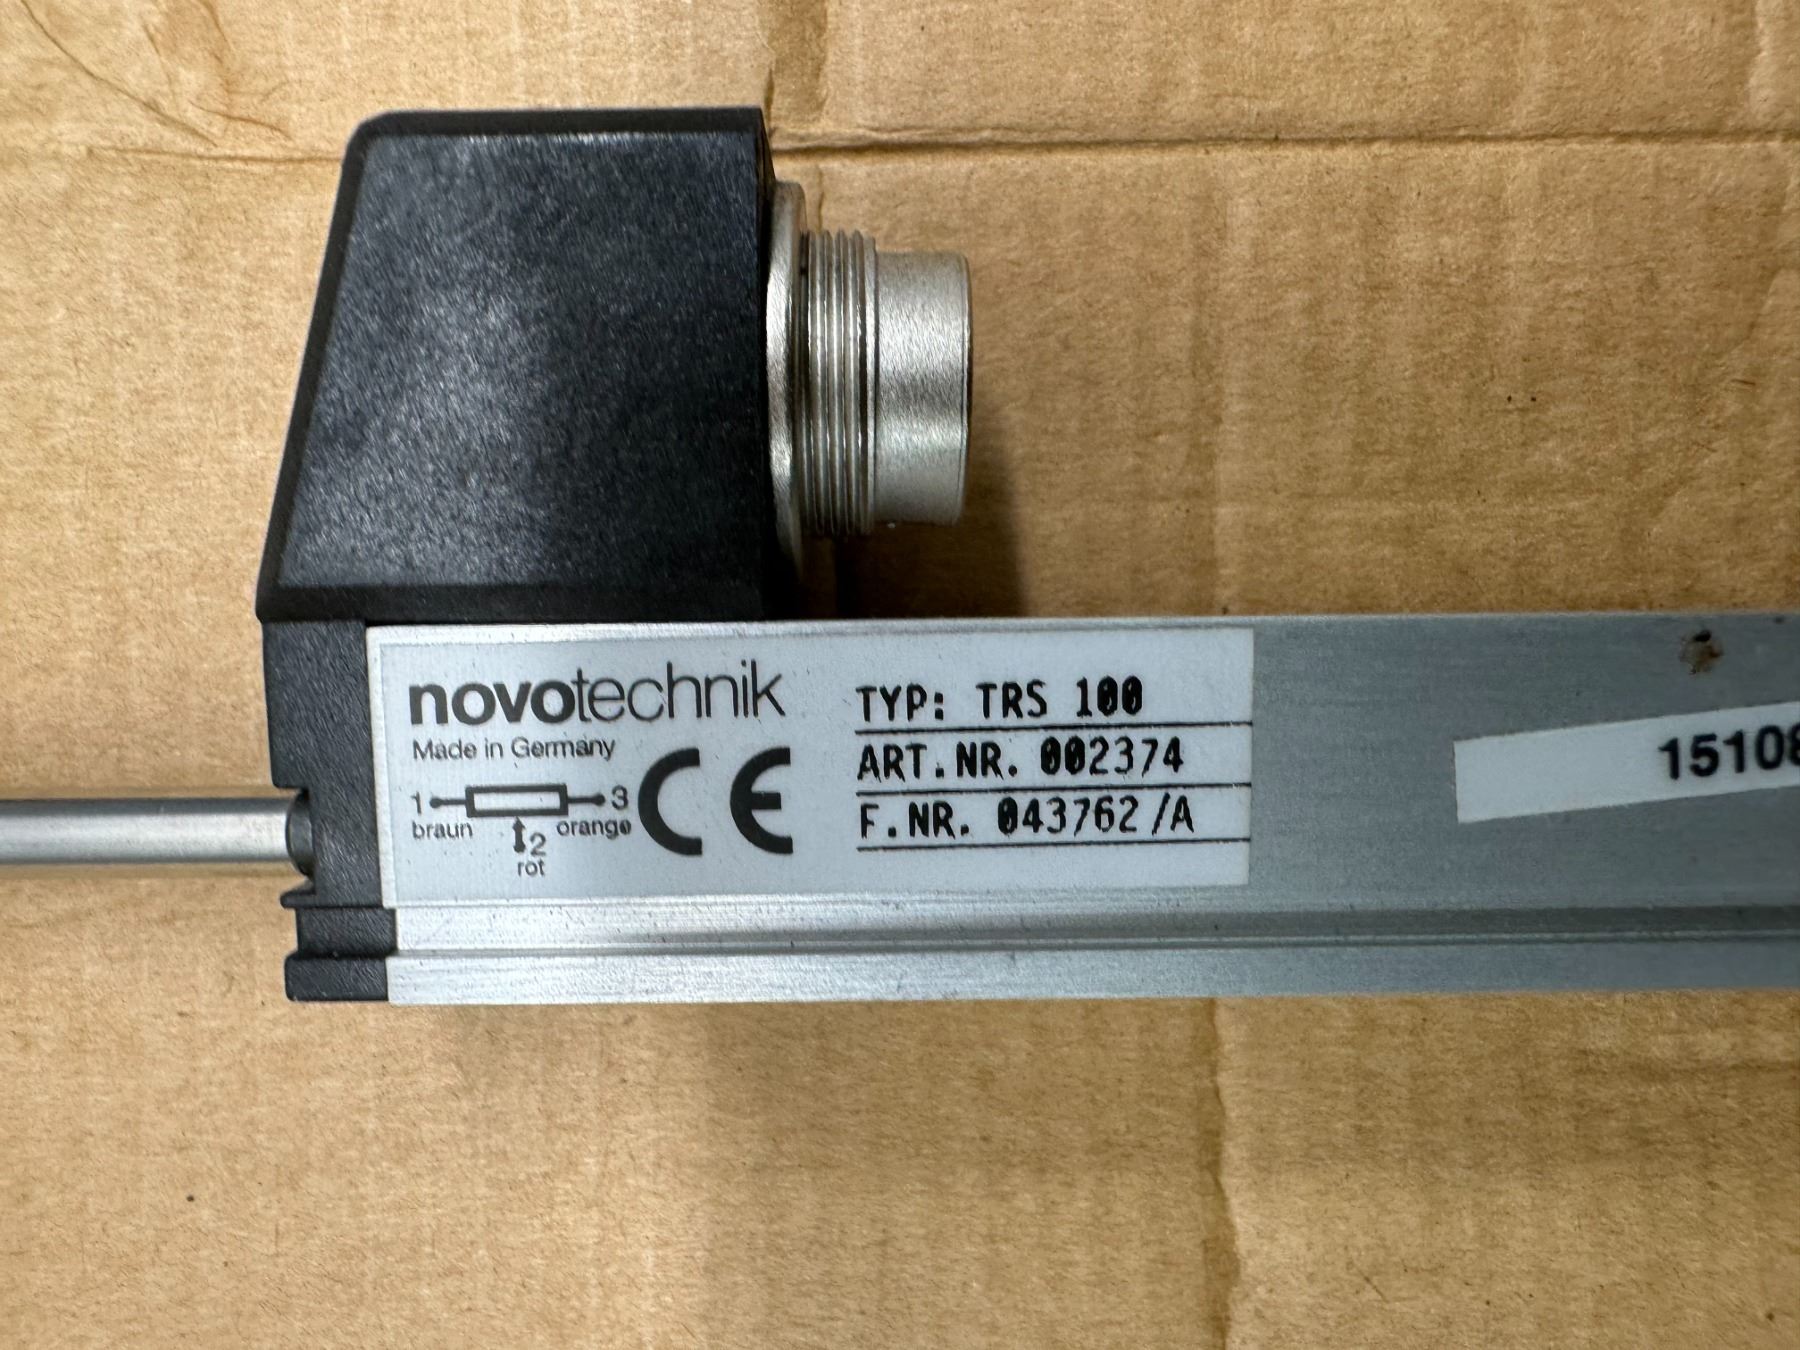 novotechnik
Made in Germany
1 3
braun orange
2
rot
CE
TYP: TRS 100
ART.NR. 002374
F.NR. 043762/A
15108